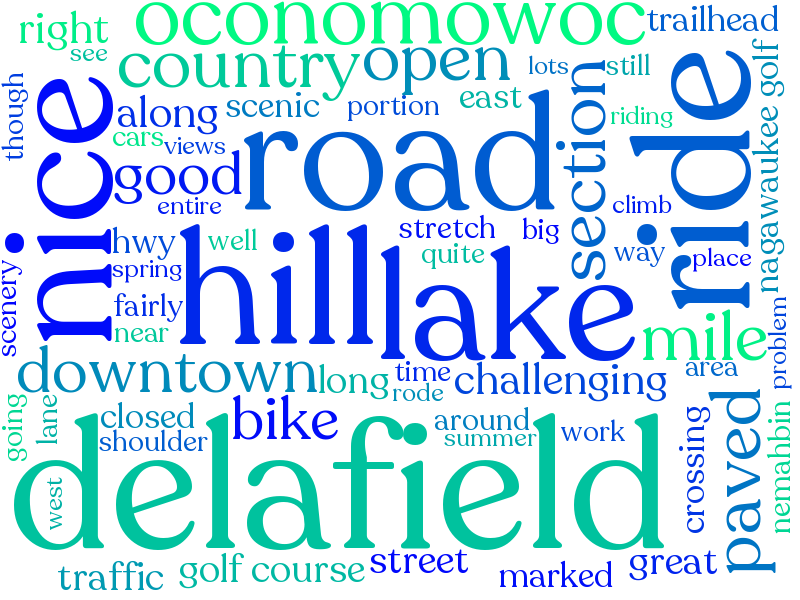 right
oconomowoc
trailhead
see
country
open
lots
still
though
nice
along
scenic
portion
east
section
riding
ride
nagawaukee golf
cars
views
good
road
entire
climb
stretch
big
hwy
well
hill
lake
quite
way
place
scenery
spring
fairly
near
mile
problem
downtown
long
time
rode
challenging
area
going
lane
closed
shoulder
bike
around
summer
work
crossing
paved
nemahbin
west
delafield
traffic
golf course
street
marked
great